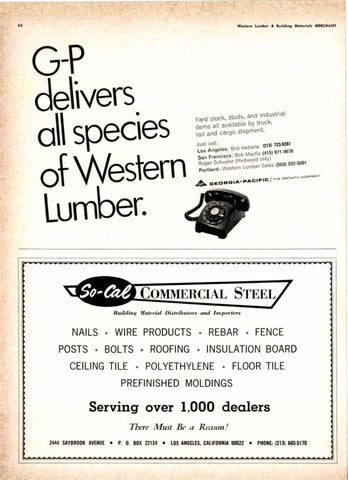 42
Western Lumber & Building Materials MERCHANT
G-P
delivers
all species
of Western
Lumber.
Yard stock, studs, and industrial
items all available by truck,
rail and cargo shipment.
Just call:
Los Angeles: Bob Heberle (213) 723-9261
San Francisco: Bob Macfie (415) 871-9678
Roger Schuyler (Redwood only)
Portland: Western Lumber Sales (503) 222-5561
GEORGIA-PACIFIC / THE GROWTH COMPANY
So-Cal COMMERCIAL STEEL
Building Material Distributors and Importers
NAILS • WIRE PRODUCTS • REBAR • FENCE
POSTS • BOLTS • ROOFING • INSULATION BOARD
CEILING TILE • POLYETHYLENE • FLOOR TILE
PREFINISHED MOLDINGS
Serving over 1,000 dealers
There Must Be a Reason!
2444 SAYBROOK AVENUE • P. O. BOX 22124 • LOS ANGELES, CALIFORNIA 90022 • PHONE: (213) 685-5170